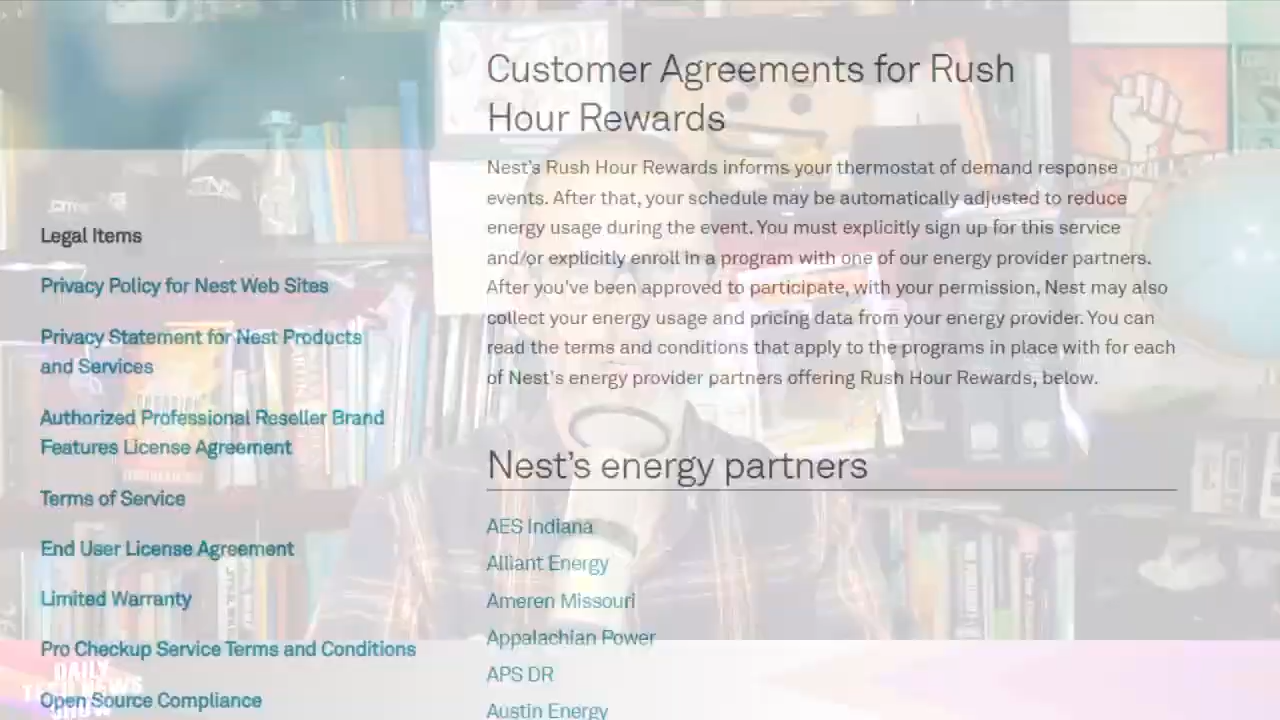 Customer Agreements for Rush
Hour Rewards
Nest's Rush Hour Rewards informs your thermostat of demand response
events. After that, your schedule may be automatically adjusted to reduce
energy usage during the event. You must explicitly sign up for this service
and/or explicitly enroll in a program with one of our energy provider partners.
After you've been approved to participate, with your permission, Nest may also
collect your energy usage and pricing data from your energy provider. You can
read the terms and conditions that apply to the programs in place with for each
of Nest's energy provider partners offering Rush Hour Rewards, below.
Nest's energy partners
AES Indiana
Alliant Energy
Ameren Missouri
Appalachian Power
APS DR
Austin Energy
Legal Items
Privacy Policy for Nest Web Sites
Privacy Statement for Nest Products
and Services
Authorized Professional Reseller Brand
Features License Agreement
Terms of Service
End User License Agreement
Limited Warranty
Pro Checkup Service Terms and Conditions
Open Source Compliance
DAILY
TECH NEWS
SHOW